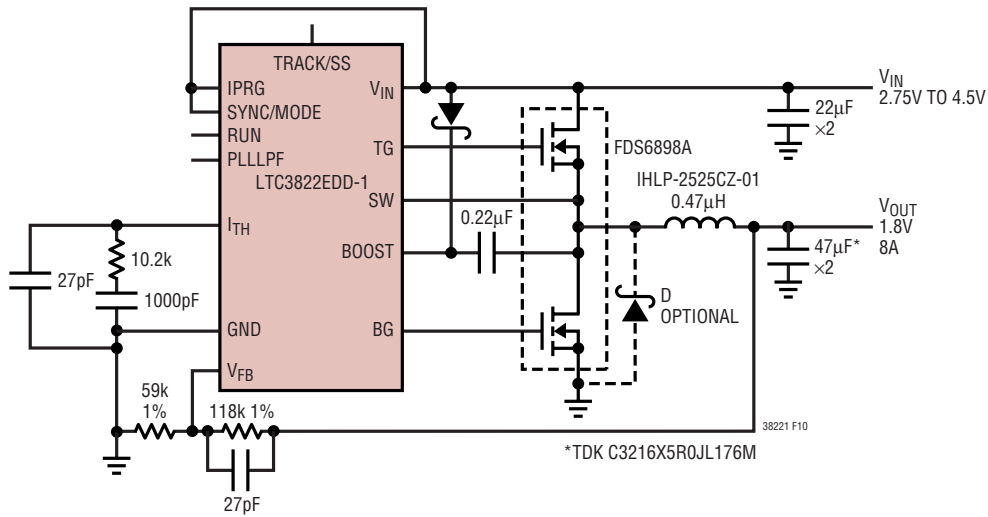 TRACK/SS
IPRG
SYNC/MODE
RUN
PLLLPF
LTC3822EDD-1
ITH
GND
VFB
VIN
TG
SW
BOOST
BG
27pF
10.2k
1000pF
59k
1%
118k 1%
27pF
0.22µF
FDS6898A
IHLP-2525CZ-01
0.47µH
D
OPTIONAL
VIN
2.75V TO 4.5V
22µF
×2
VOUT
1.8V
8A
47µF*
×2
38221 F10
*TDK C3216X5R0JL176M